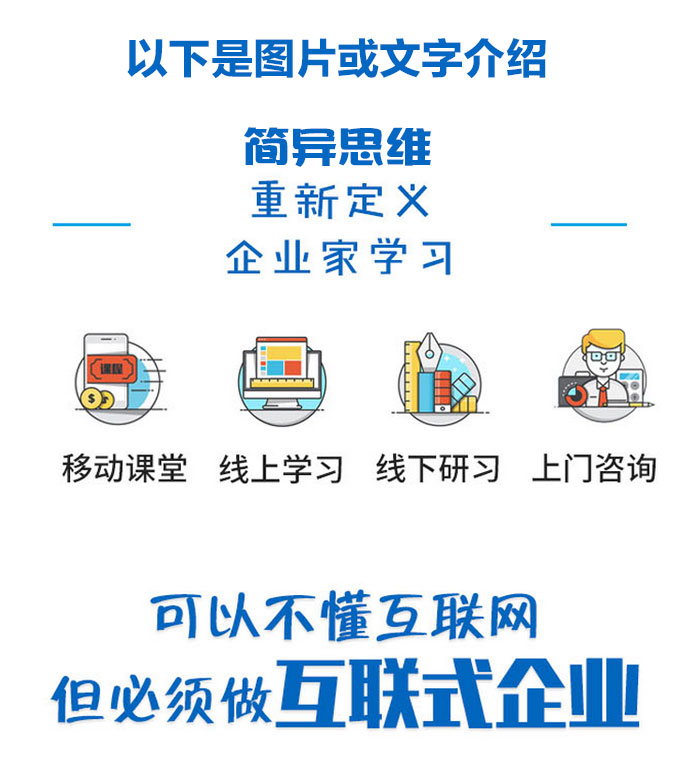 以下是图片或文字介绍
简异思维
重新定义
企业家学习
课程
$
$
移动课堂 线上学习 线下研习 上门咨询
可以不懂互联网
但必须做互联式企业